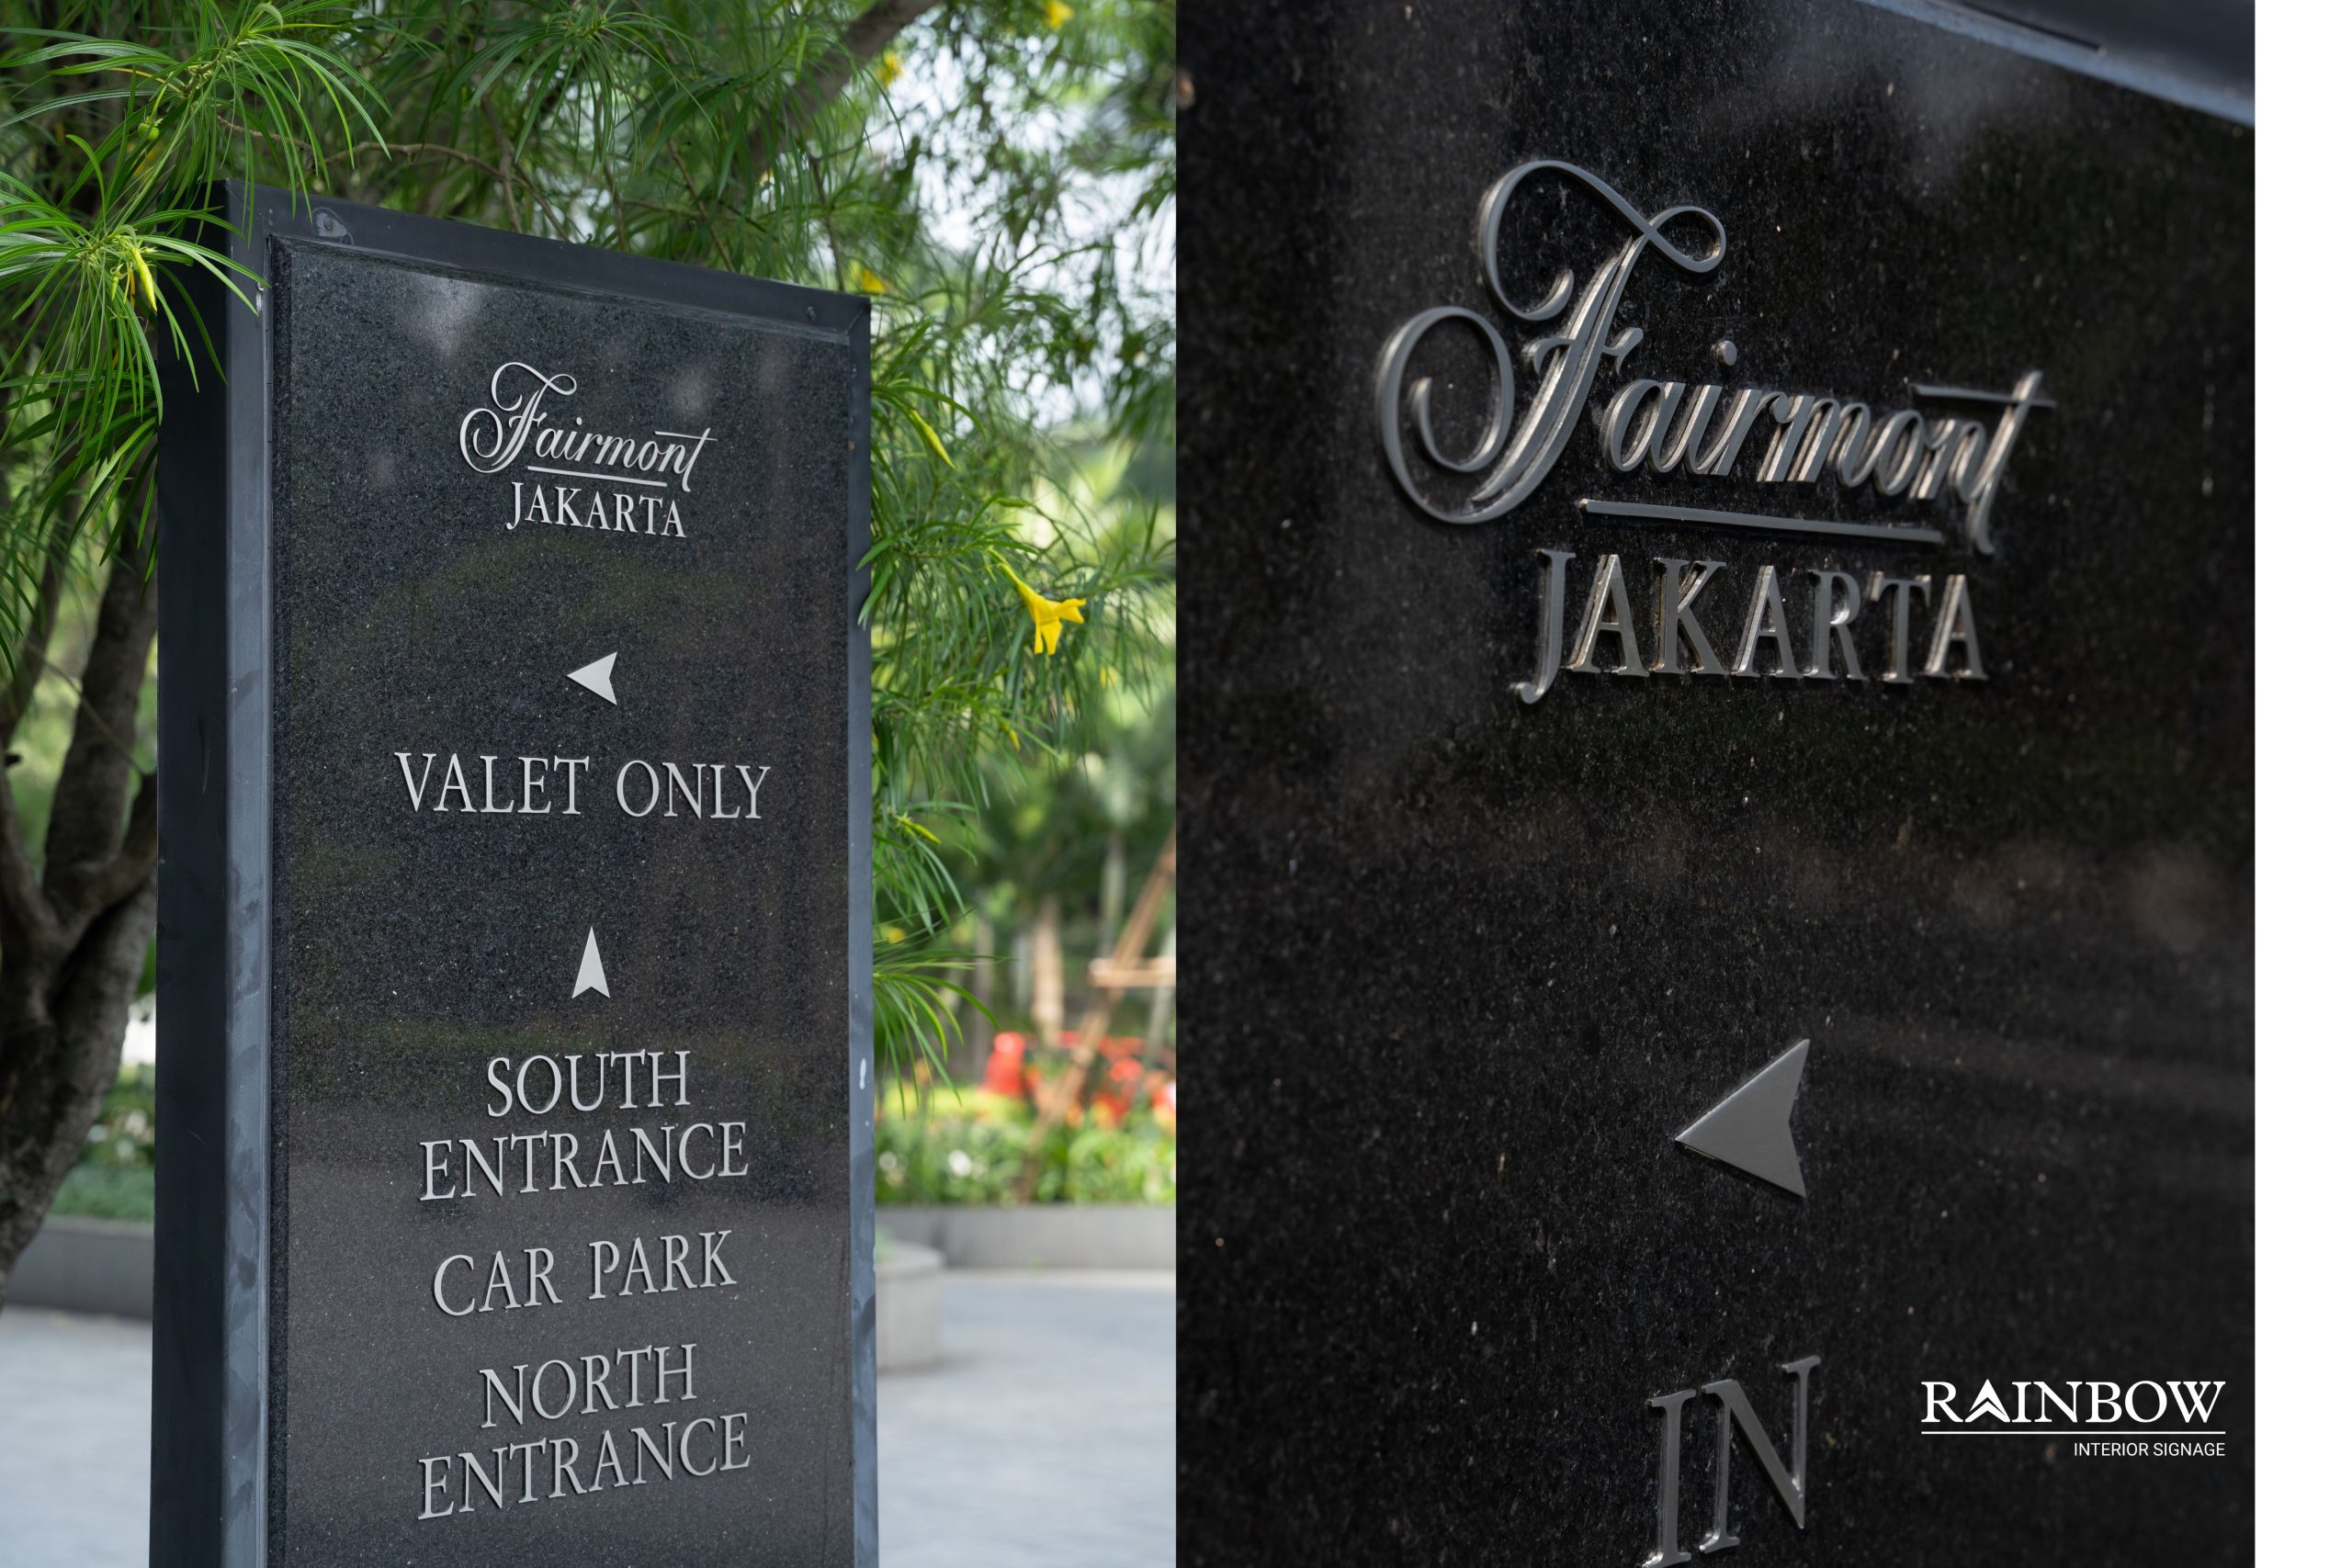 Fairmont
JAKARTA
VALET ONLY
SOUTH
ENTRANCE
CAR PARK
NORTH
ENTRANCE
Fairmont
JAKARTA
IN
RAINBOW
INTERIOR SIGNAGE